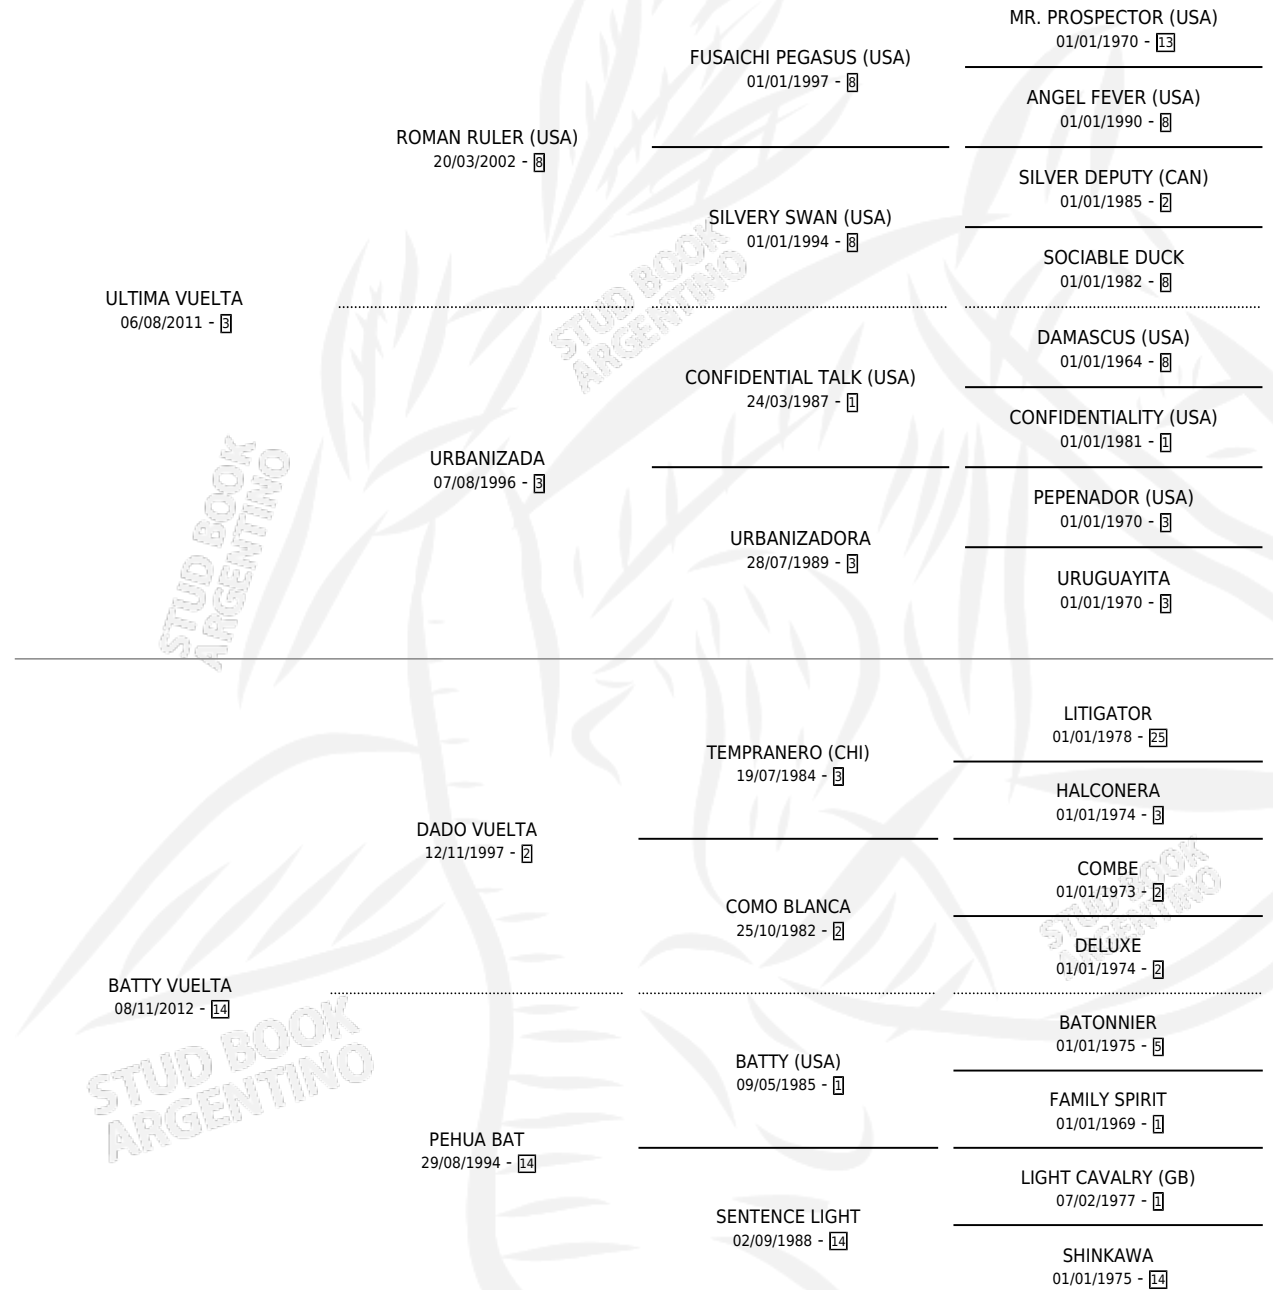 MR. PROSPECTOR (USA)
01/01/1970 - 13
FUSAICHI PEGASUS (USA)
01/01/1997 - 8
ANGEL FEVER (USA)
01/01/1990 - 8
ROMAN RULER (USA)
20/03/2002 - 8
SILVER DEPUTY (CAN)
01/01/1985 - 2
SILVERY SWAN (USA)
01/01/1994 - 8
SOCIABLE DUCK
01/01/1982 - 8
STUD BOOK
ARGENTINO
ULTIMA VUELTA
06/08/2011 - 3
DAMASCUS (USA)
01/01/1964 - 8
CONFIDENTIAL TALK (USA)
24/03/1987 - 1
CONFIDENTIALITY (USA)
01/01/1981 - 1
URBANIZADA
07/08/1996 - 3
PEPENADOR (USA)
01/01/1970 - 3
URBANIZADORA
28/07/1989 - 3
URUGUAYITA
01/01/1970 - 3
STUD BOOK
ARGENTINO
LITIGATOR
01/01/1978 - 25
TEMPRANERO (CHI)
19/07/1984 - 3
HALCONERA
01/01/1974 - 3
DADO VUELTA
12/11/1997 - 2
COMBE
01/01/1973 - 2
COMO BLANCA
25/10/1982 - 2
DELUXE
01/01/1974 - 2
STUD BOOK
ARGENTINO
BATTY VUELTA
08/11/2012 - 14
BATONNIER
01/01/1975 - 5
BATTY (USA)
09/05/1985 - 1
FAMILY SPIRIT
01/01/1969 - 1
STUD BOOK
ARGENTINO
PEHUA BAT
29/08/1994 - 14
LIGHT CAVALRY (GB)
07/02/1977 - 1
SENTENCE LIGHT
02/09/1988 - 14
SHINKAWA
01/01/1975 - 14